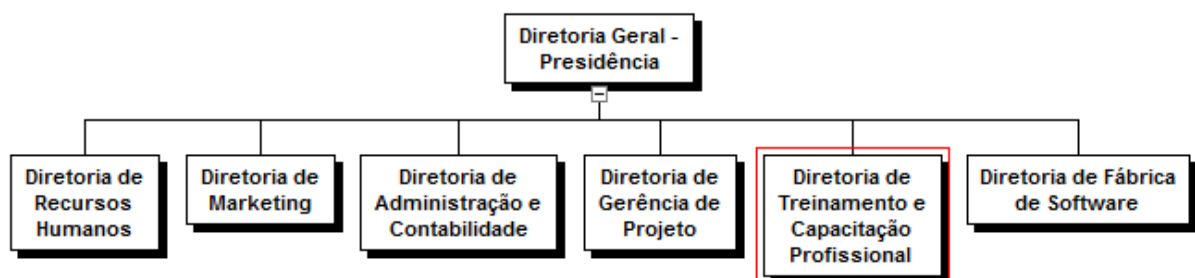 Diretoria Geral -
Presidência
Diretoria de
Recursos
Humanos
Diretoria de
Marketing
Diretoria de
Administração e
Contabilidade
Diretoria de
Gerência de
Projeto
Diretoria de
Treinamento e
Capacitação
Profissional
Diretoria de Fábrica
de Software